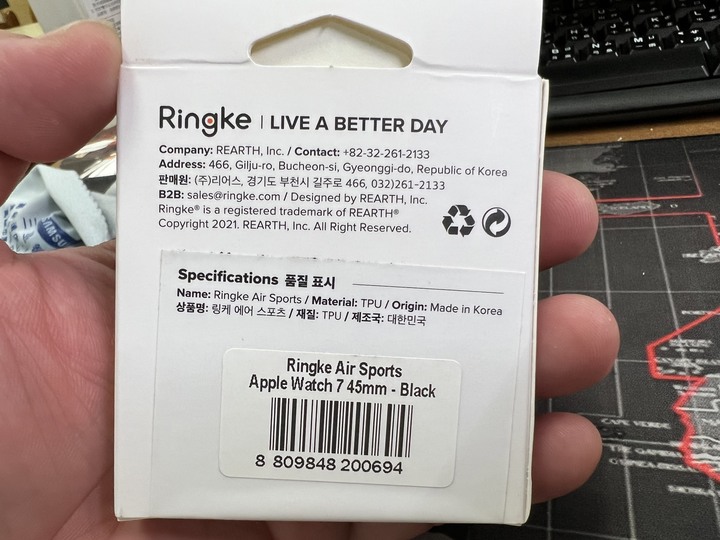 Ringke | LIVE A BETTER DAY
Company: REARTH, Inc. / Contact: +82-32-261-2133
Address: 466, Gilju-ro, Bucheon-si, Gyeonggi-do, Republic of Korea
판매원: (주)리어스, 경기도 부천시 길주로 466, 032)261-2133
B2B: sales@ringke.com / Designed by REARTH, Inc.
Ringke® is a registered trademark of REARTH®
Copyright 2021. REARTH, Inc. All Right Reserved.
Specifications 품질 표시
Name: Ringke Air Sports / Material: TPU / Origin: Made in Korea
상품명: 링케 에어 스포츠 / 재질: TPU / 제조국: 대한민국
Ringke Air Sports
Apple Watch 7 45mm - Black
8 809848 200694
SAMSU
CAPE VERDE